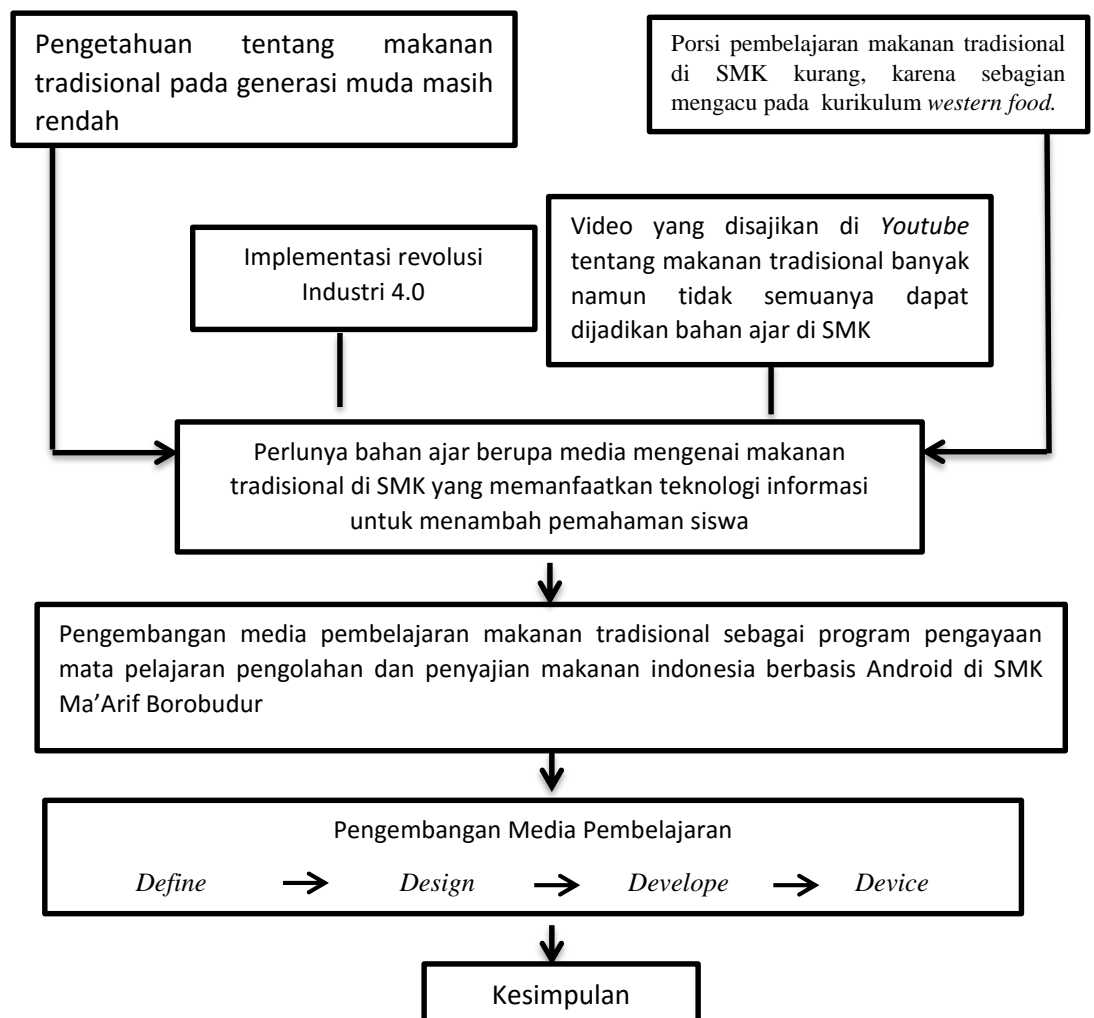 Pengetahuan tentang makanan
tradisional pada generasi muda masih
rendah
Porsi pembelajaran makanan tradisional
di SMK kurang, karena sebagian
mengacu pada kurikulum western food.
Implementasi revolusi
Industri 4.0
Video yang disajikan di Youtube
tentang makanan tradisional banyak
namun tidak semuanya dapat
dijadikan bahan ajar di SMK
Perlunya bahan ajar berupa media mengenai makanan
tradisional di SMK yang memanfaatkan teknologi informasi
untuk menambah pemahaman siswa
Pengembangan media pembelajaran makanan tradisional sebagai program pengayaan
mata pelajaran pengolahan dan penyajian makanan indonesia berbasis Android di SMK
Ma’Arif Borobudur
Pengembangan Media Pembelajaran
Define → Design → Develope → Device
Kesimpulan